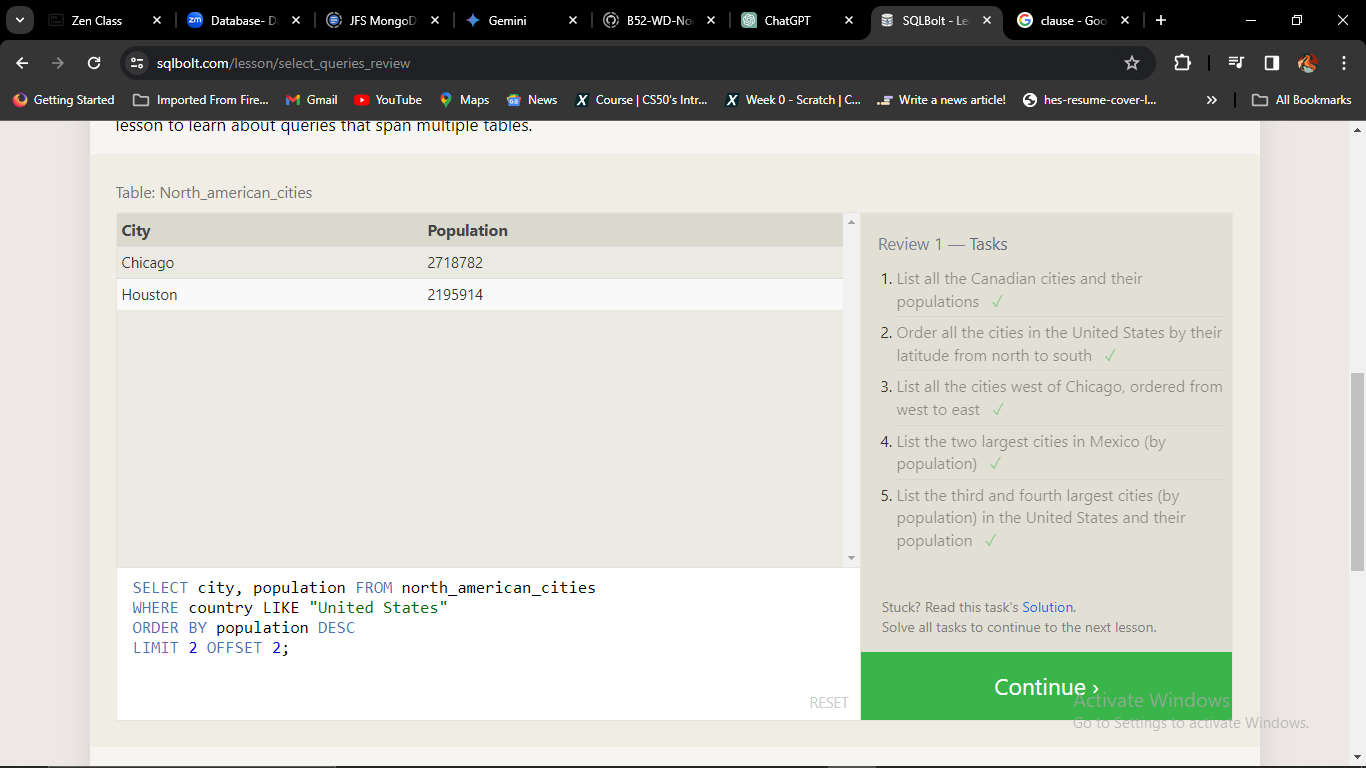 Zen Class
zm Database- Da
JFS MongoD
Gemini
B52-WD-No
ChatGPT
SQLBolt - Le
clause - Goo
sqlbolt.com/lesson/select_queries_review
Getting Started
Imported From Fire...
Gmail
YouTube
Maps
News
Course | CS50's Intr...
Week 0 - Scratch | C...
Write a news article!
hes-resume-cover-l...
All Bookmarks
lesson to learn about queries that span multiple tables.
Table: North_american_cities
City Population
Chicago 2718782
Houston 2195914
SELECT city, population FROM north_american_cities
WHERE country LIKE "United States"
ORDER BY population DESC
LIMIT 2 OFFSET 2;
RESET
Review 1 — Tasks
1. List all the Canadian cities and their
populations ✓
2. Order all the cities in the United States by their
latitude from north to south ✓
3. List all the cities west of Chicago, ordered from
west to east ✓
4. List the two largest cities in Mexico (by
population) ✓
5. List the third and fourth largest cities (by
population) in the United States and their
population ✓
Stuck? Read this task's Solution.
Solve all tasks to continue to the next lesson.
Continue ›
Activate Windows
Go to Settings to activate Windows.